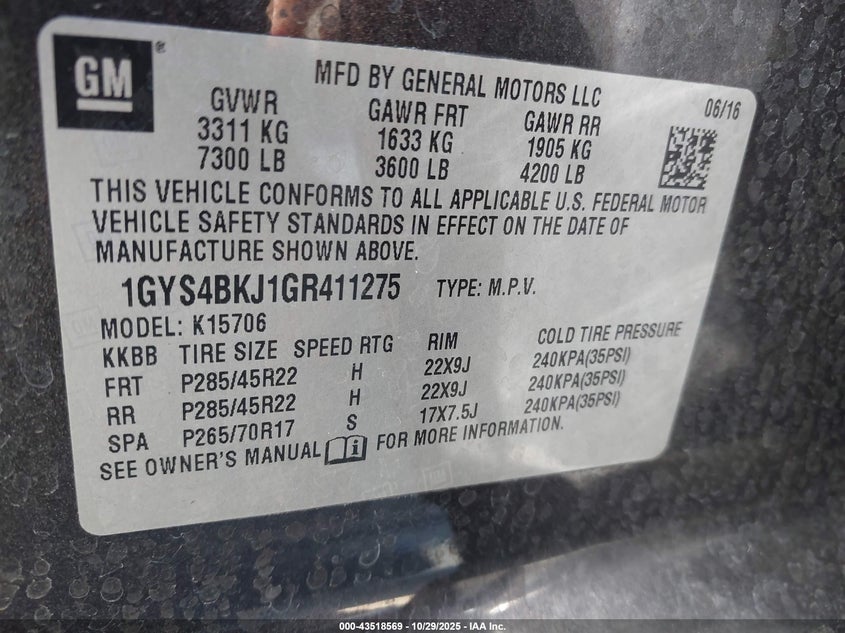 GM®
MFD BY GENERAL MOTORS LLC
GVWR GAWR FRT GAWR RR 06/16
3311 KG 1633 KG 1905 KG
7300 LB 3600 LB 4200 LB
THIS VEHICLE CONFORMS TO ALL APPLICABLE U.S. FEDERAL MOTOR
VEHICLE SAFETY STANDARDS IN EFFECT ON THE DATE OF
MANUFACTURE SHOWN ABOVE.
1GYS4BKJ1GR411275 TYPE: M.P.V.
MODEL: K15706
KKBB TIRE SIZE SPEED RTG RIM COLD TIRE PRESSURE
FRT P285/45R22 H 22X9J 240KPA(35PSI)
RR P285/45R22 H 22X9J 240KPA(35PSI)
SPA P265/70R17 S 17X7.5J 240KPA(35PSI)
SEE OWNER'S MANUAL FOR MORE INFORMATION.
000-43518569 - 10/29/2025 - IAA Inc.